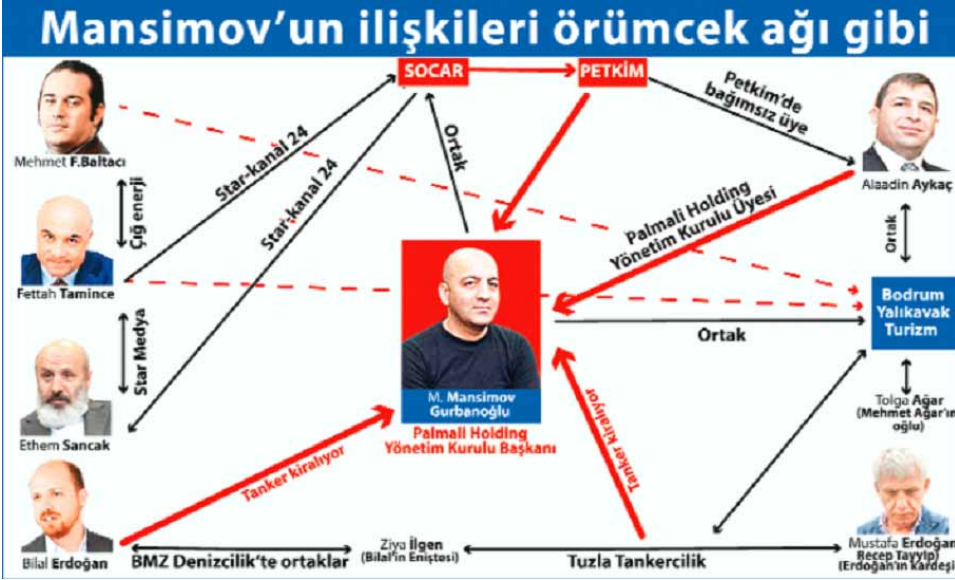 Mansimov’un ilişkileri örümcek ağı gibi
SOCAR
PETKİM
Mehmet F.Baltacı
Star-kanal 24
Star-kanal 24
Ortak
Petkim’de
bağımsız üye
Alaadin Aykaç
Çığ enerji
Palmali Holding
Yönetim Kurulu Üyesi
Ortak
Fettah Tamince
Bodrum
Yalıkavak
Turizm
Star Medya
Ortak
M. Mansimov
Gurbanoğlu
Palmali Holding
Yönetim Kurulu Başkanı
Tolga Ağar
(Mehmet Ağar’ın
oğlu)
Ethem Sancak
Tanker kiralıyor
Tanker kiralıyor
Bilal Erdoğan
BMZ Denizcilik’te ortaklar
Ziya İlgen
(Bilal’in Eniştesi)
Tuzla Tankercilik
Mustafa Erdoğan
Recep Tayyip)
(Erdoğan’ın kardeşi